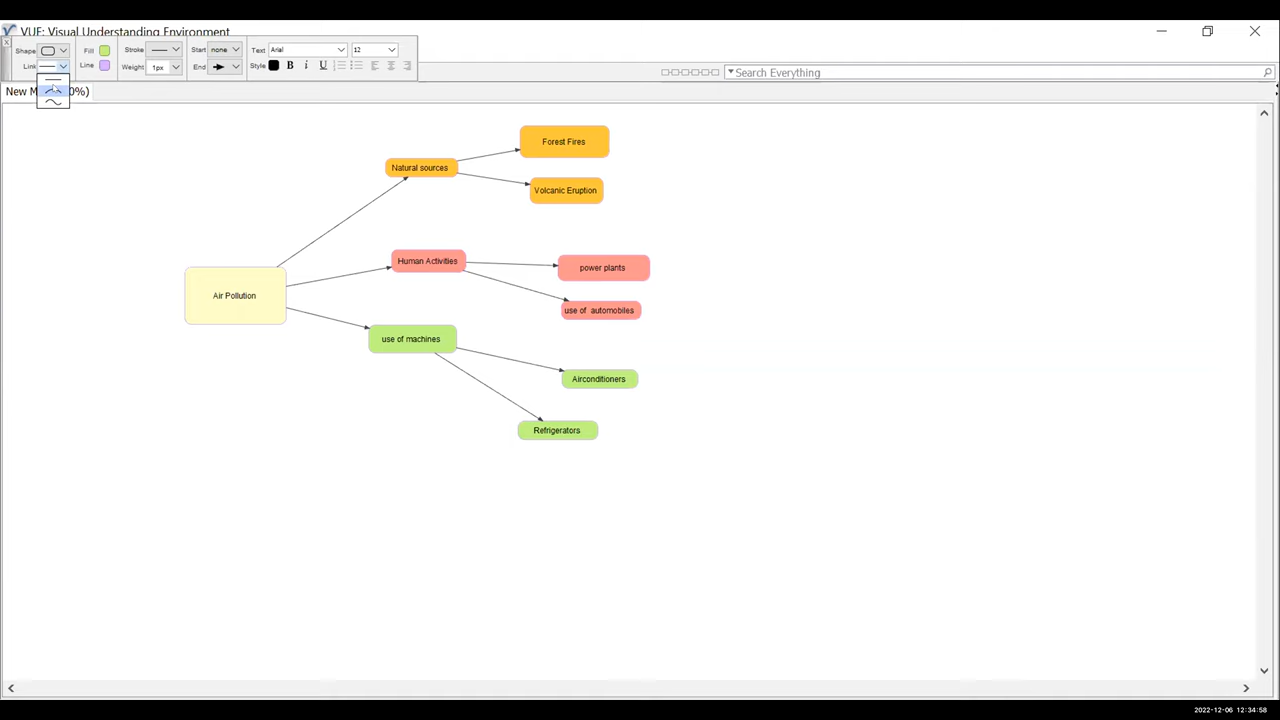 VUE: Visual Understanding Environment
Shape Fill Stroke Start none Text Arial 12
Link Line Weight 1px End Style B i U
Search Everything
New M 0%)
Forest Fires
Natural sources
Volcanic Eruption
Human Activities
power plants
Air Pollution
use of automobiles
use of machines
Airconditioners
Refrigerators
2022-12-06 12:34:58